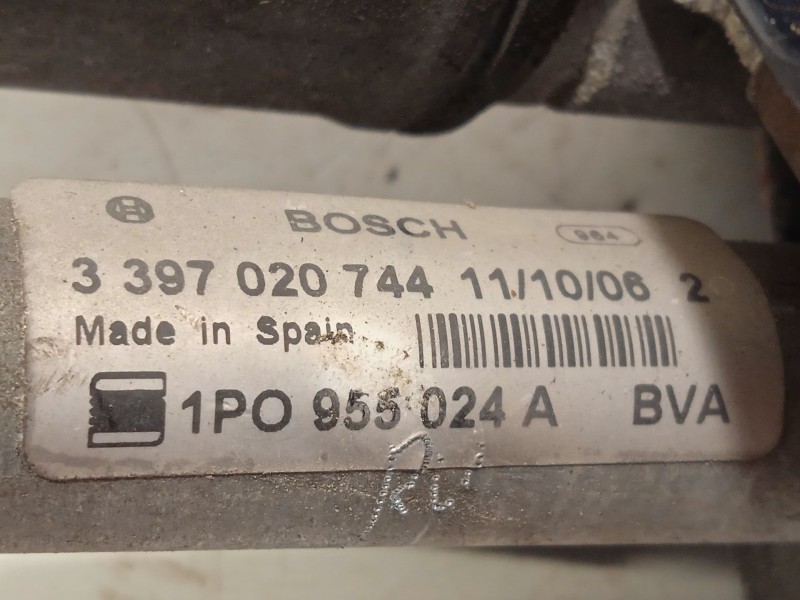 BOSCH 984
3 397 020 744 11/10/06 2
Made in Spain
1PO 955 024 A BVA